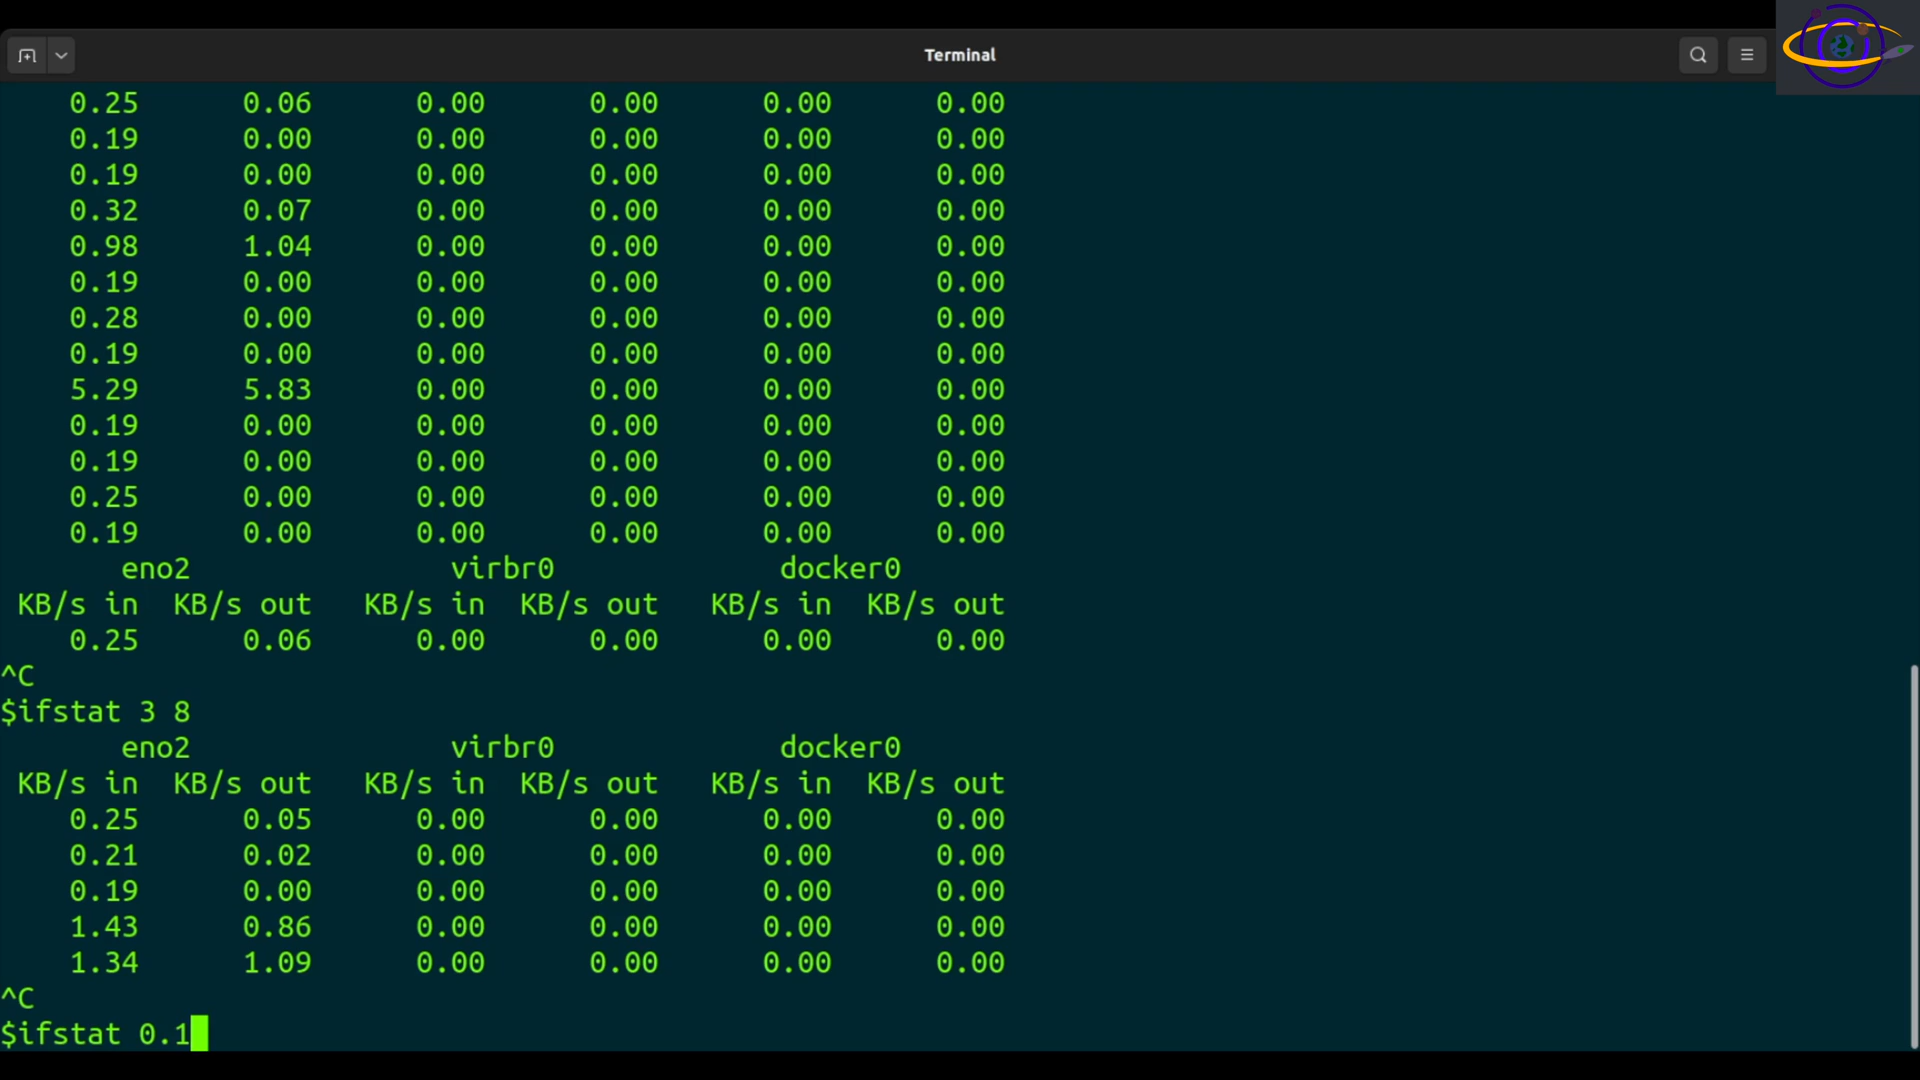 Terminal
0.25 0.06 0.00 0.00 0.00 0.00
0.19 0.00 0.00 0.00 0.00 0.00
0.19 0.00 0.00 0.00 0.00 0.00
0.32 0.07 0.00 0.00 0.00 0.00
0.98 1.04 0.00 0.00 0.00 0.00
0.19 0.00 0.00 0.00 0.00 0.00
0.28 0.00 0.00 0.00 0.00 0.00
0.19 0.00 0.00 0.00 0.00 0.00
5.29 5.83 0.00 0.00 0.00 0.00
0.19 0.00 0.00 0.00 0.00 0.00
0.19 0.00 0.00 0.00 0.00 0.00
0.25 0.00 0.00 0.00 0.00 0.00
0.19 0.00 0.00 0.00 0.00 0.00
eno2 virbr0 docker0
KB/s in KB/s out KB/s in KB/s out KB/s in KB/s out
0.25 0.06 0.00 0.00 0.00 0.00
^C
$ifstat 3 8
eno2 virbr0 docker0
KB/s in KB/s out KB/s in KB/s out KB/s in KB/s out
0.25 0.05 0.00 0.00 0.00 0.00
0.21 0.02 0.00 0.00 0.00 0.00
0.19 0.00 0.00 0.00 0.00 0.00
1.43 0.86 0.00 0.00 0.00 0.00
1.34 1.09 0.00 0.00 0.00 0.00
^C
$ifstat 0.1